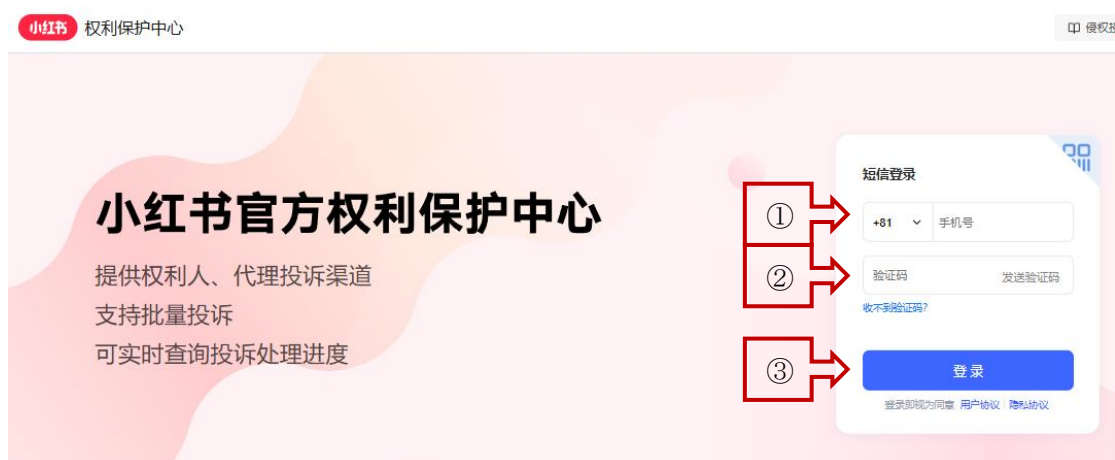 小红书 权利保护中心
侵权投
小红书官方权利保护中心
提供权利人、代理投诉渠道
支持批量投诉
可实时查询投诉处理进度
短信登录
① +81 手机号
② 验证码 发送验证码
收不到验证码?
③ 登录
登录即视为同意 用户协议 隐私协议